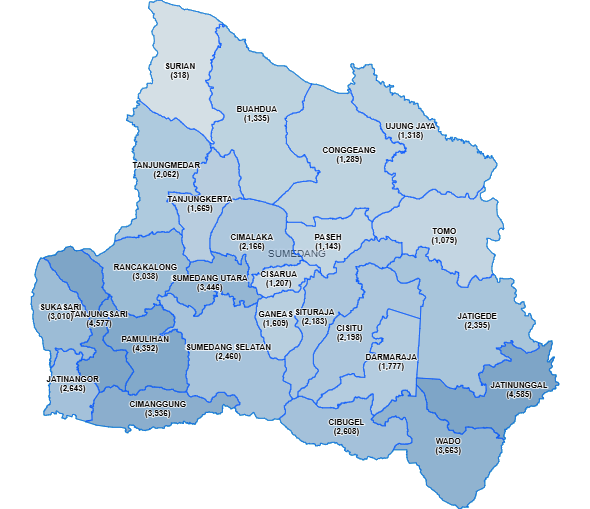 SURIAN
(318)
BUAHDUA
(1,335)
UJUNG JAYA
(1,318)
CONGGEANG
(1,289)
TANJUNGMEDAR
(2,062)
TANJUNGKERTA
(1,669)
CIMALAKA
(2,166)
PASEH
(1,143)
TOMO
(1,079)
SUMEDANG
RANCAKALONG
(3,038)
SUMEDANG UTARA
(3,446)
CISARUA
(1,207)
SUKASARI
(3,010)
TANJUNGSARI
(4,577)
GANEAS
(1,609)
SITURAJA
(2,183)
CISITU
(2,198)
JATIGEDE
(2,395)
PAMULIHAN
(4,392)
SUMEDANG SELATAN
(2,460)
DARMARAJA
(1,777)
JATINANGOR
(2,643)
JATINUNGGAL
(4,585)
CIMANGGUNG
(3,936)
CIBUGEL
(2,608)
WADO
(3,663)